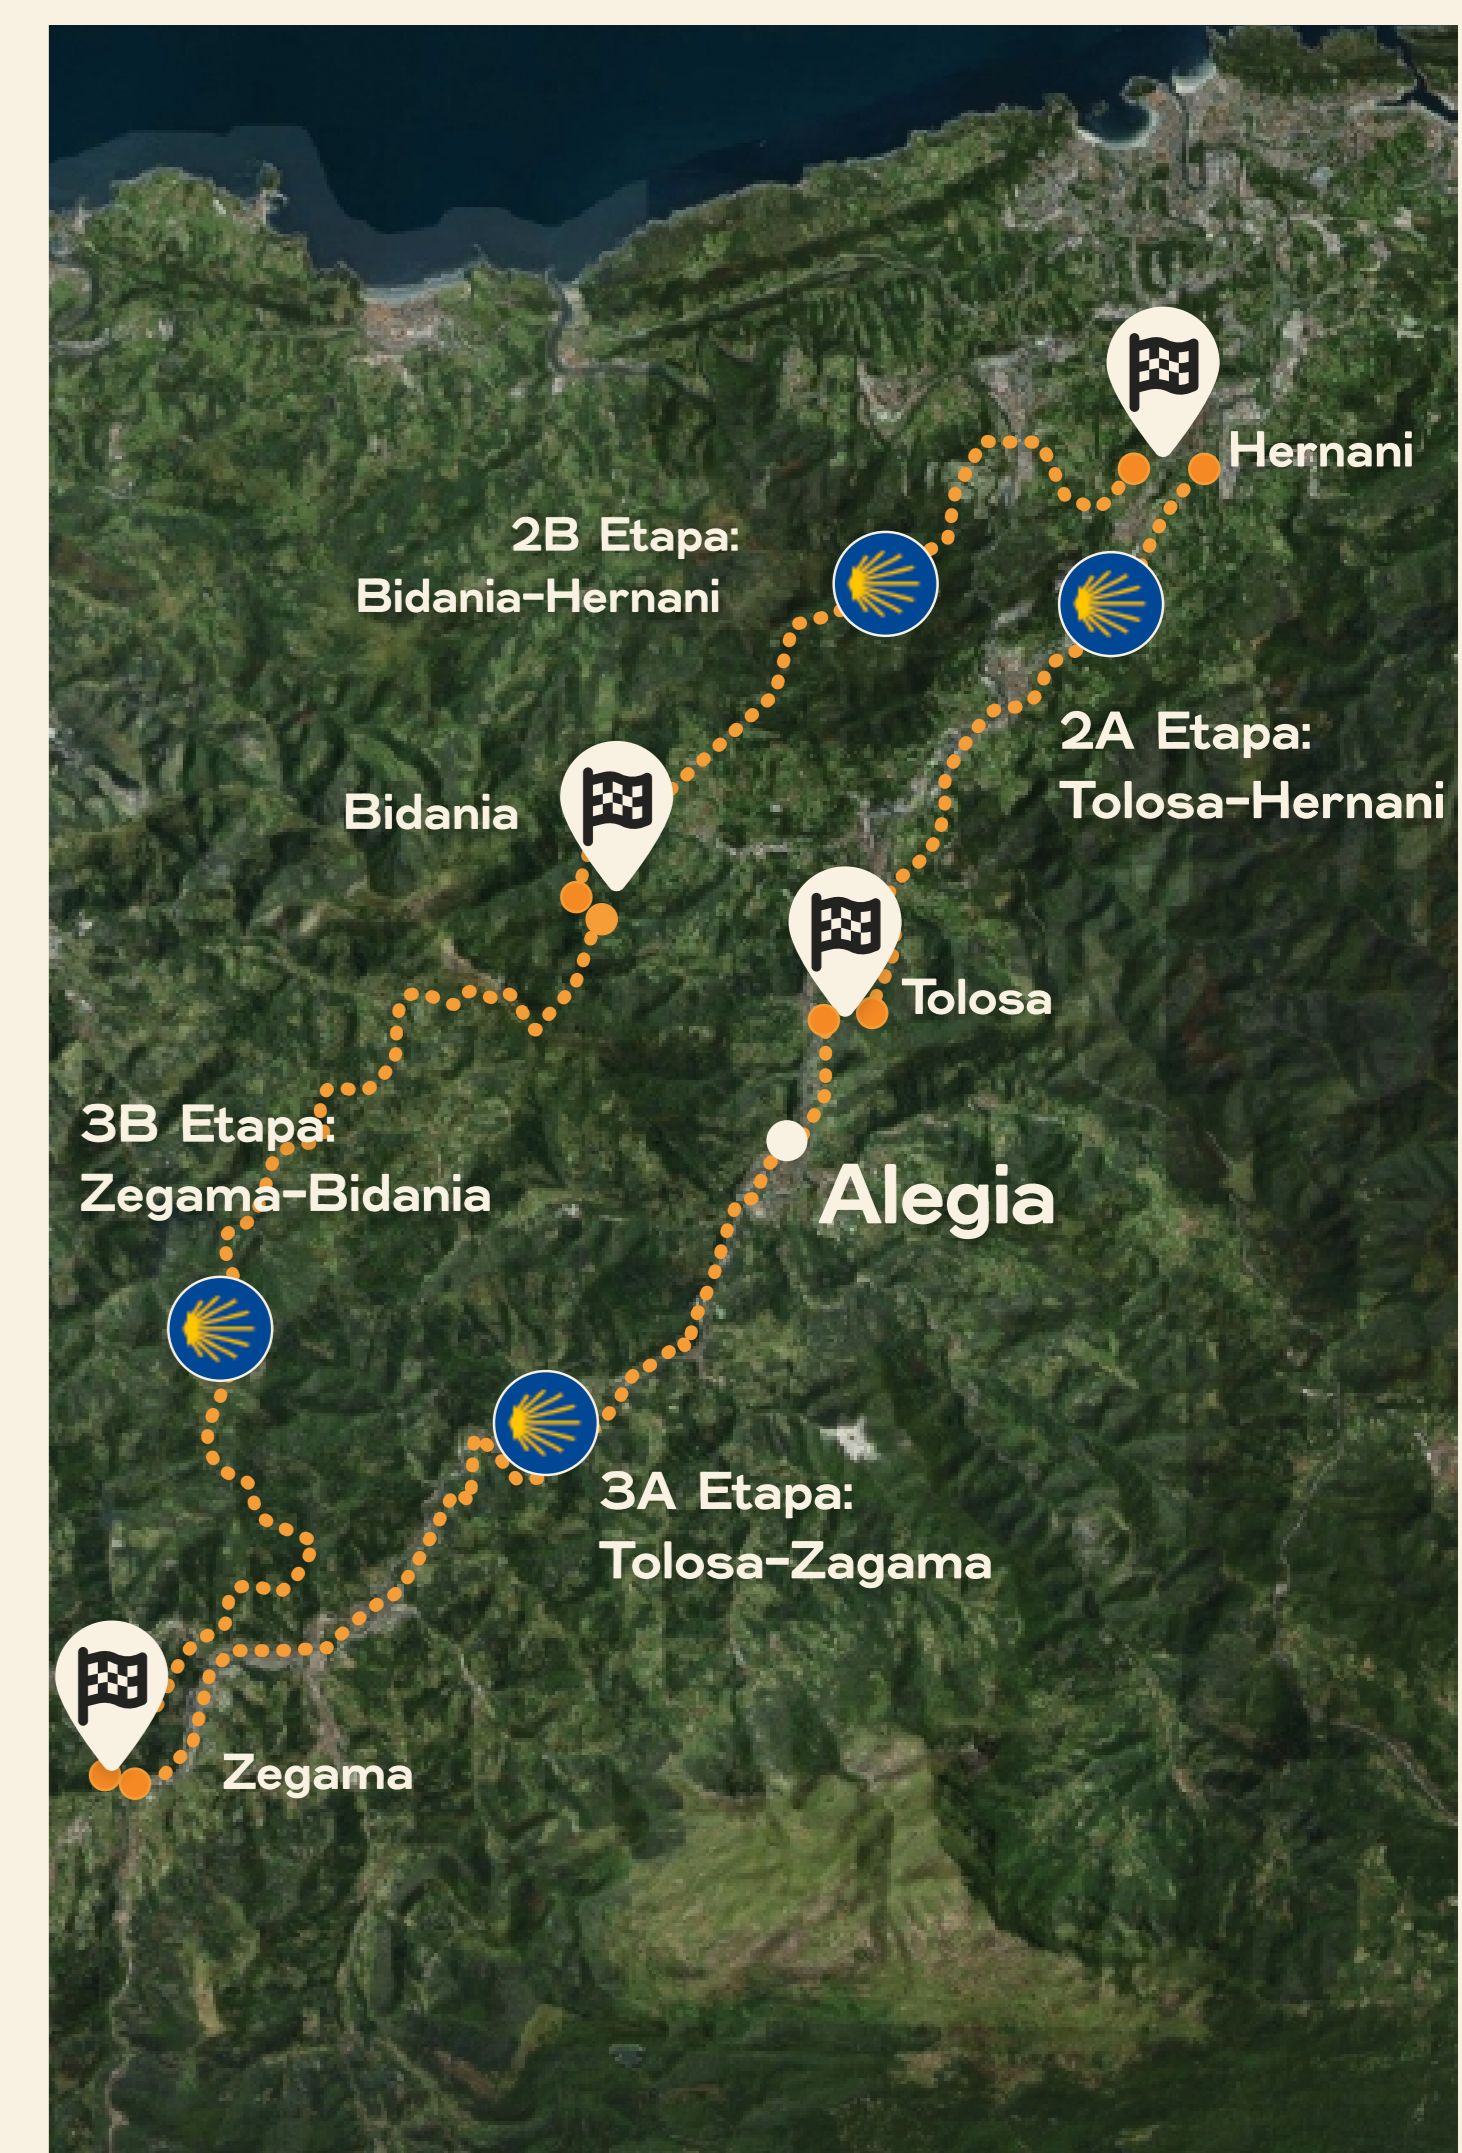 Hernani
2B Etapa:
Bidania-Hernani
2A Etapa:
Tolosa-Hernani
Bidania
Tolosa
3B Etapa:
Zegama-Bidania
Alegia
3A Etapa:
Tolosa-Zagama
Zegama